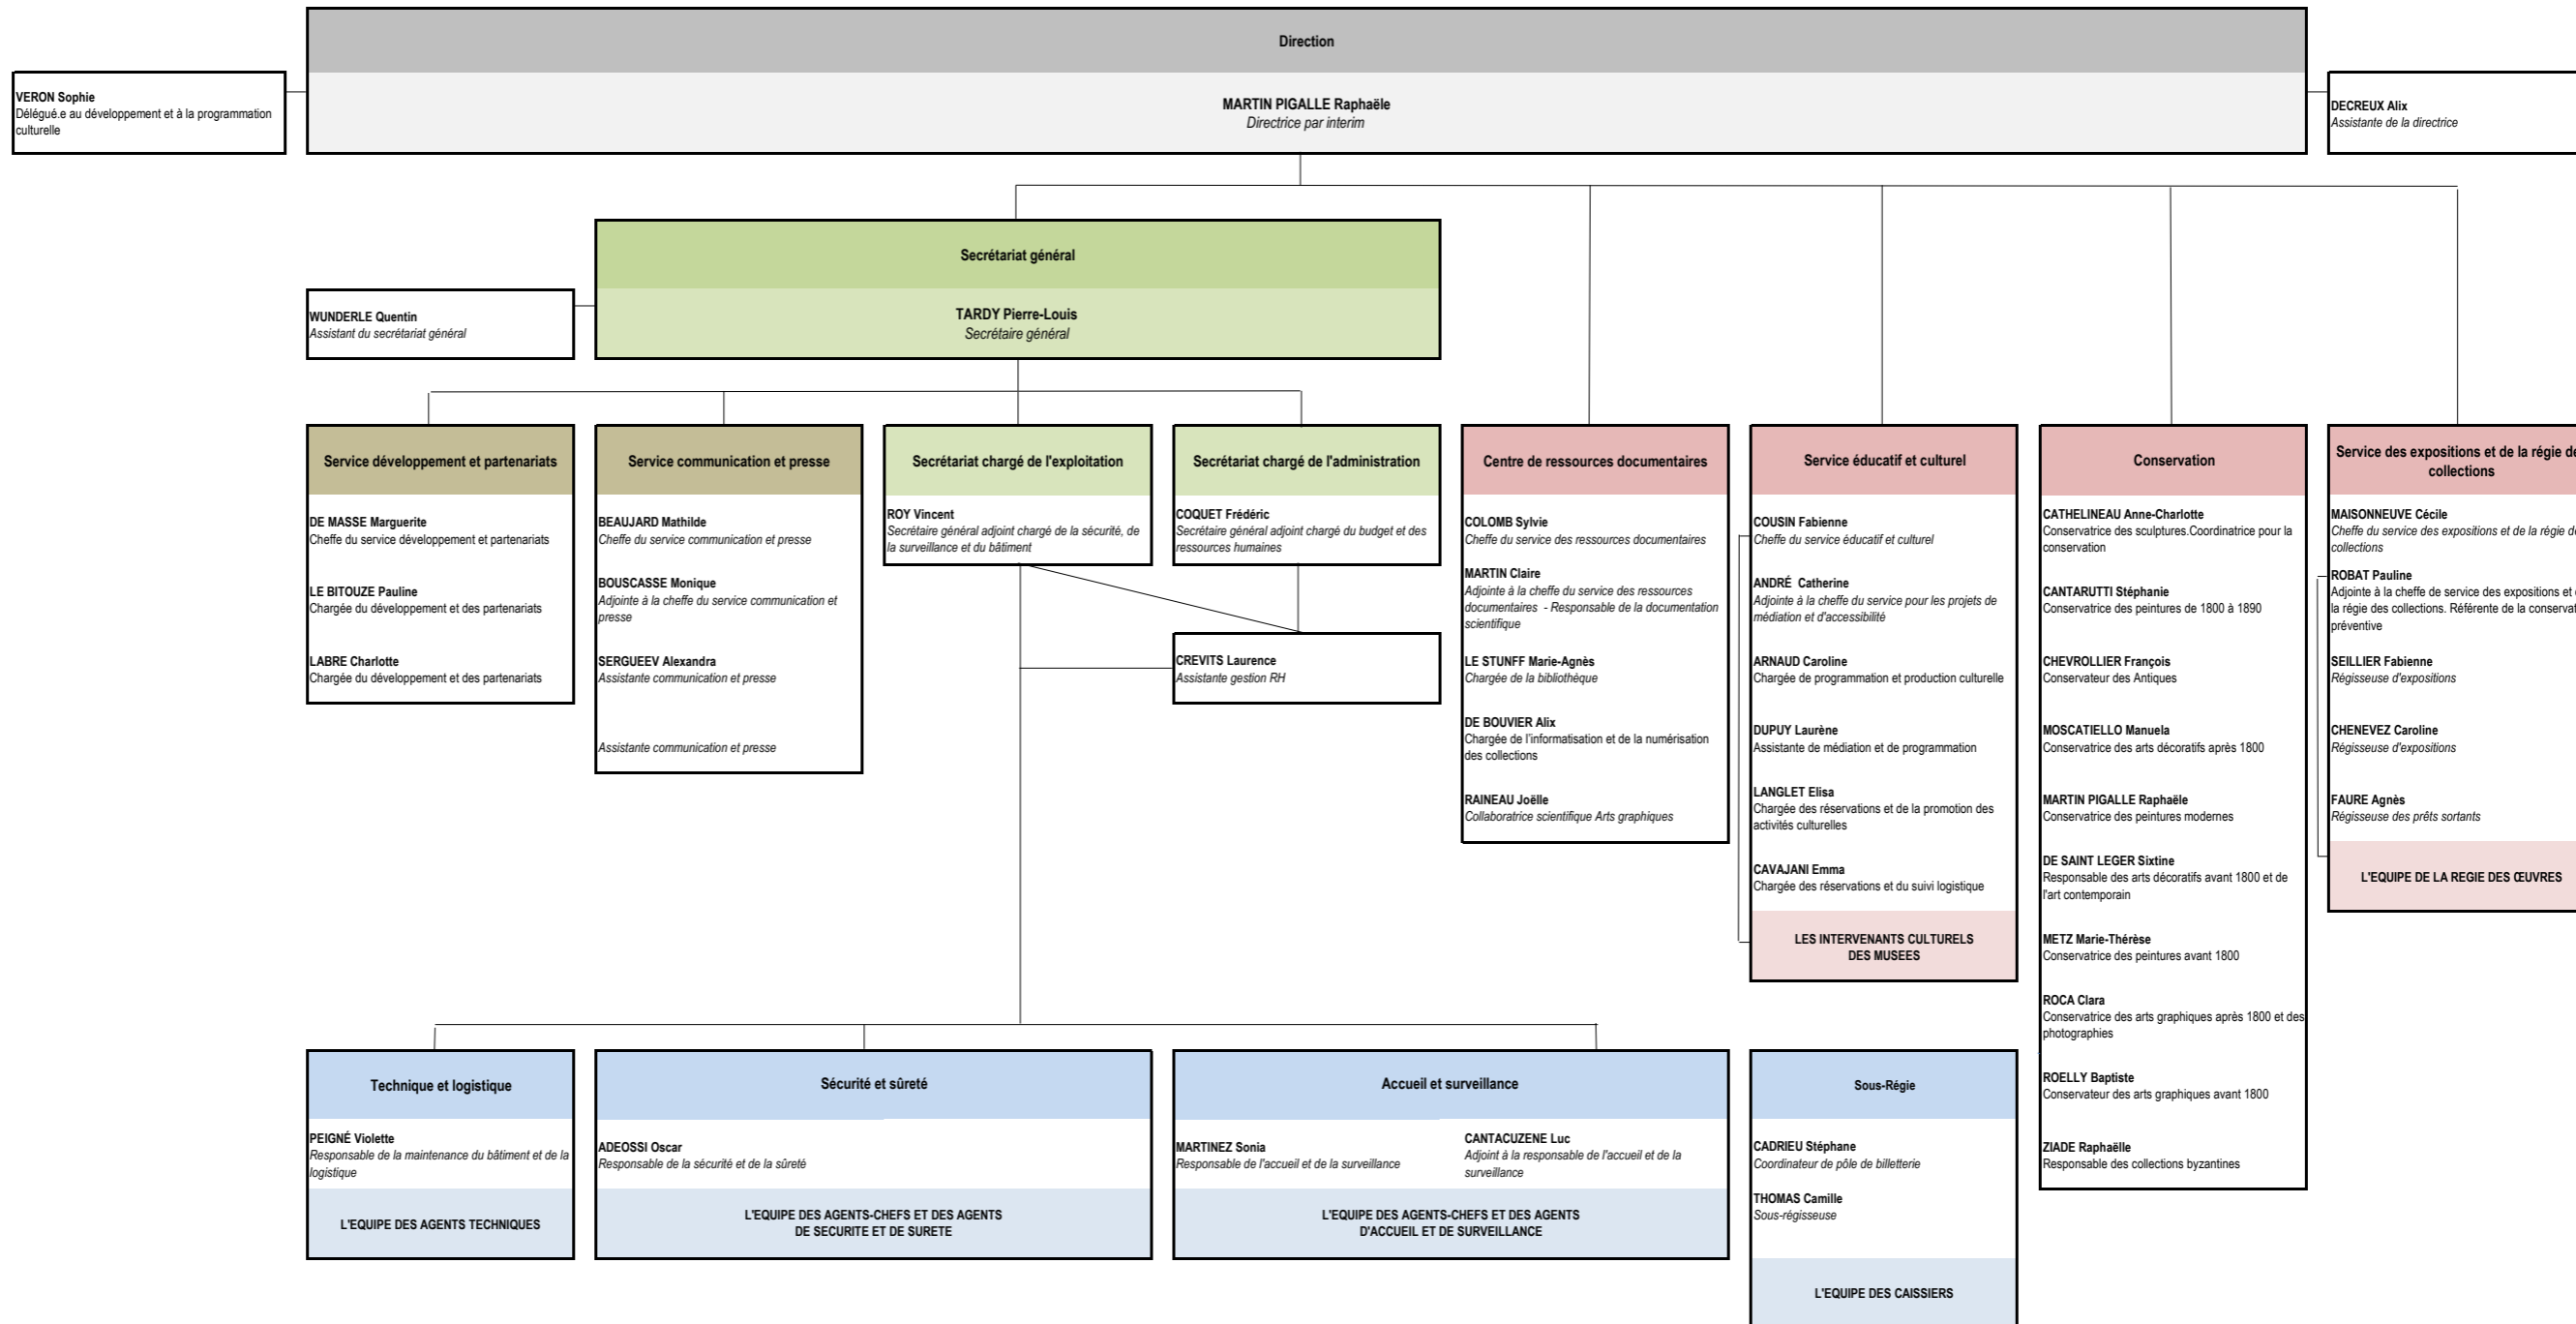 Direction
MARTIN PIGALLE Raphaële
Directrice par interim
VERON Sophie
Délégué.e au développement et à la programmation
culturelle
DECREUX Alix
Assistante de la directrice
Secrétariat général
TARDY Pierre-Louis
Secrétaire général
WUNDERLE Quentin
Assistant du secrétariat général
Service développement et partenariats
DE MASSE Marguerite
Cheffe du service développement et partenariats
LE BITOUZE Pauline
Chargée du développement et des partenariats
LABRE Charlotte
Chargée du développement et des partenariats
Service communication et presse
BEAUJARD Mathilde
Cheffe du service communication et presse
BOUSCASSE Monique
Adjointe à la cheffe du service communication et
presse
SERGUEEV Alexandra
Assistante communication et presse
Assistante communication et presse
Secrétariat chargé de l'exploitation
ROY Vincent
Secrétaire général adjoint chargé de la sécurité, de
la surveillance et du bâtiment
Secrétariat chargé de l'administration
COQUET Frédéric
Secrétaire général adjoint chargé du budget et des
ressources humaines
CREVITS Laurence
Assistante gestion RH
Centre de ressources documentaires
COLOMB Sylvie
Cheffe du service des ressources documentaires
MARTIN Claire
Adjointe à la cheffe du service des ressources
documentaires - Responsable de la documentation
scientifique
LE STUNFF Marie-Agnès
Chargée de la bibliothèque
DE BOUVIER Alix
Chargée de l'informatisation et de la numérisation
des collections
RAINEAU Joëlle
Collaboratrice scientifique Arts graphiques
Service éducatif et culturel
COUSIN Fabienne
Cheffe du service éducatif et culturel
ANDRÉ Catherine
Adjointe à la cheffe du service pour les projets de
médiation et d'accessibilité
ARNAUD Caroline
Chargée de programmation et production culturelle
DUPUY Laurène
Assistante de médiation et de programmation
LANGLET Elisa
Chargée des réservations et de la promotion des
activités culturelles
CAVAJANI Emma
Chargée des réservations et du suivi logistique
LES INTERVENANTS CULTURELS
DES MUSEES
Conservation
CATHELINEAU Anne-Charlotte
Conservatrice des sculptures.Coordinatrice pour la
conservation
CANTARUTTI Stéphanie
Conservatrice des peintures de 1800 à 1890
CHEVROLLIER François
Conservateur des Antiques
MOSCATIELLO Manuela
Conservatrice des arts décoratifs après 1800
MARTIN PIGALLE Raphaële
Conservatrice des peintures modernes
DE SAINT LEGER Sixtine
Responsable des arts décoratifs avant 1800 et de
l'art contemporain
METZ Marie-Thérèse
Conservatrice des peintures avant 1800
ROCA Clara
Conservatrice des arts graphiques après 1800 et des
photographies
ROELLY Baptiste
Conservateur des arts graphiques avant 1800
ZIADE Raphaëlle
Responsable des collections byzantines
Service des expositions et de la régie
collections
MAISONNEUVE Cécile
Cheffe du service des expositions et de la régie
collections
ROBAT Pauline
Adjointe à la cheffe de service des expositions et
la régie des collections. Référente de la
préventive
SEILLIER Fabienne
Régisseuse d'expositions
CHENEVEZ Caroline
Régisseuse d'expositions
FAURE Agnès
Régisseuse des prêts sortants
L'EQUIPE DE LA REGIE DES ŒUVRES
Technique et logistique
PEIGNÉ Violette
Responsable de la maintenance du bâtiment et de la
logistique
L'EQUIPE DES AGENTS TECHNIQUES
Sécurité et sûreté
ADEOSSI Oscar
Responsable de la sécurité et de la sûreté
L'EQUIPE DES AGENTS-CHEFS ET DES AGENTS
DE SECURITE ET DE SURETE
Accueil et surveillance
MARTINEZ Sonia
Responsable de l'accueil et de la surveillance
CANTACUZENE Luc
Adjoint à la responsable de l'accueil et de la
surveillance
L'EQUIPE DES AGENTS-CHEFS ET DES AGENTS
D'ACCUEIL ET DE SURVEILLANCE
Sous-Régie
CADRIEU Stéphane
Coordinateur de pôle de billetterie
THOMAS Camille
Sous-régisseuse
L'EQUIPE DES CAISSIERS